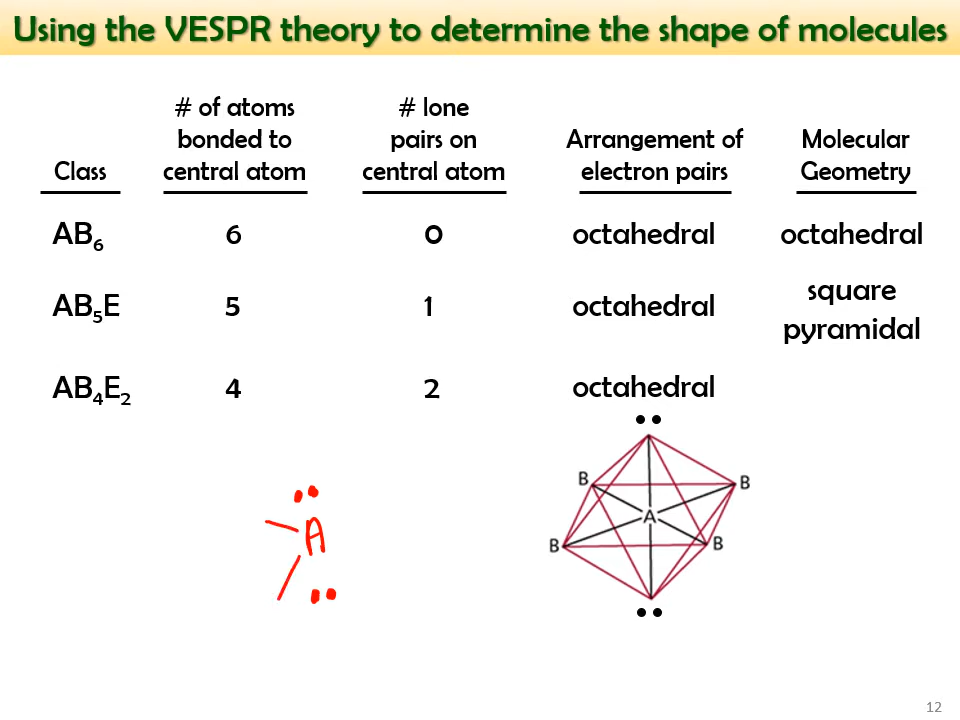 Using the VESPR theory to determine the shape of molecules
# of atoms bonded to central atom
# lone pairs on central atom
Class
Arrangement of electron pairs
Molecular Geometry
AB₆ 6 0 octahedral octahedral
AB₅E 5 1 octahedral square pyramidal
AB₄E₂ 4 2 octahedral
B B
A
B B
A
12